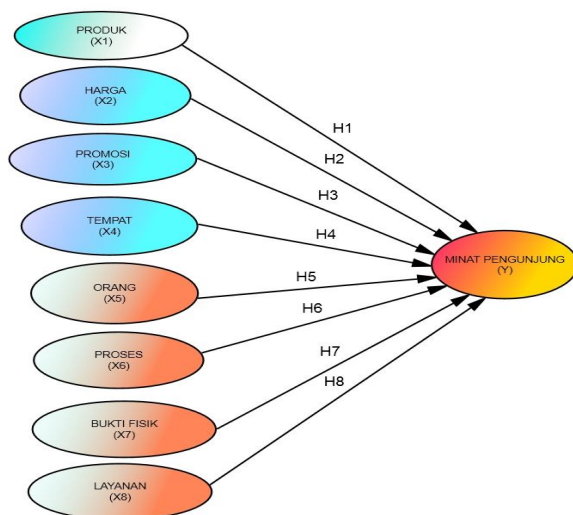 PRODUK
(X1)
HARGA
(X2)
PROMOSI
(X3)
TEMPAT
(X4)
ORANG
(X5)
PROSES
(X6)
BUKTI FISIK
(X7)
LAYANAN
(X8)
H1
H2
H3
H4
H5
H6
H7
H8
MINAT PENGUNJUNG
(Y)